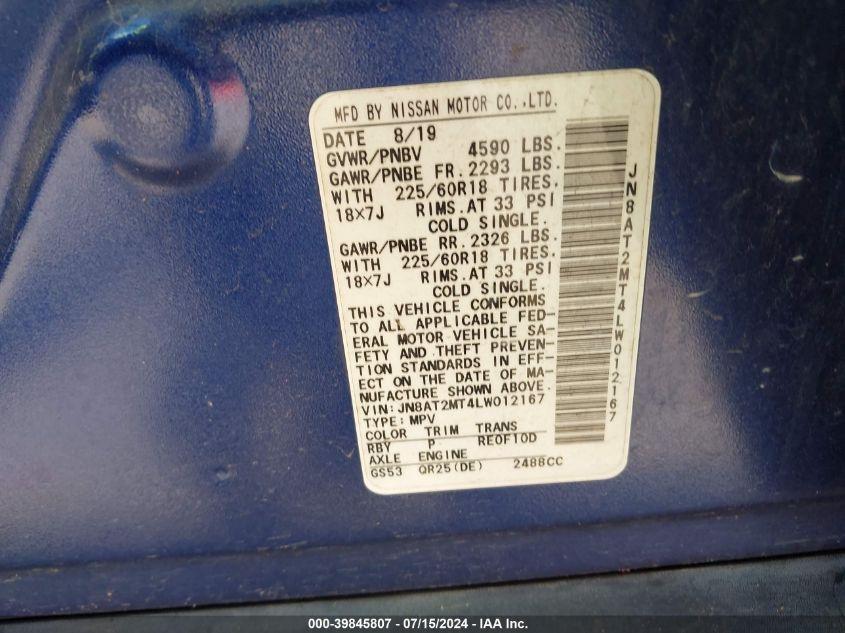 MFD BY NISSAN MOTOR CO.,LTD.
DATE 8/19
GVWR/PNBV 4590 LBS.
GAWR/PNBE FR. 2293 LBS.
WITH 225/60R18 TIRES,
18X7J RIMS.AT 33 PSI
COLD SINGLE.
GAWR/PNBE RR. 2326 LBS.
WITH 225/60R18 TIRES,
18X7J RIMS.AT 33 PSI
COLD SINGLE.
THIS VEHICLE CONFORMS
TO ALL APPLICABLE FED-
ERAL MOTOR VEHICLE SA-
FETY AND THEFT PREVEN-
TION STANDARDS IN EFF-
ECT ON THE DATE OF MA-
NUFACTURE SHOWN ABOVE.
VIN:JN8AT2MT4LW012167
TYPE:MPV
COLOR TRIM TRANS
RBY P RE0F10D
AXLE ENGINE
GS53 QR25(DE) 2488CC
JN8AT2MT4LW012167
000-39845807 / 07/15/2024 - IAA Inc.